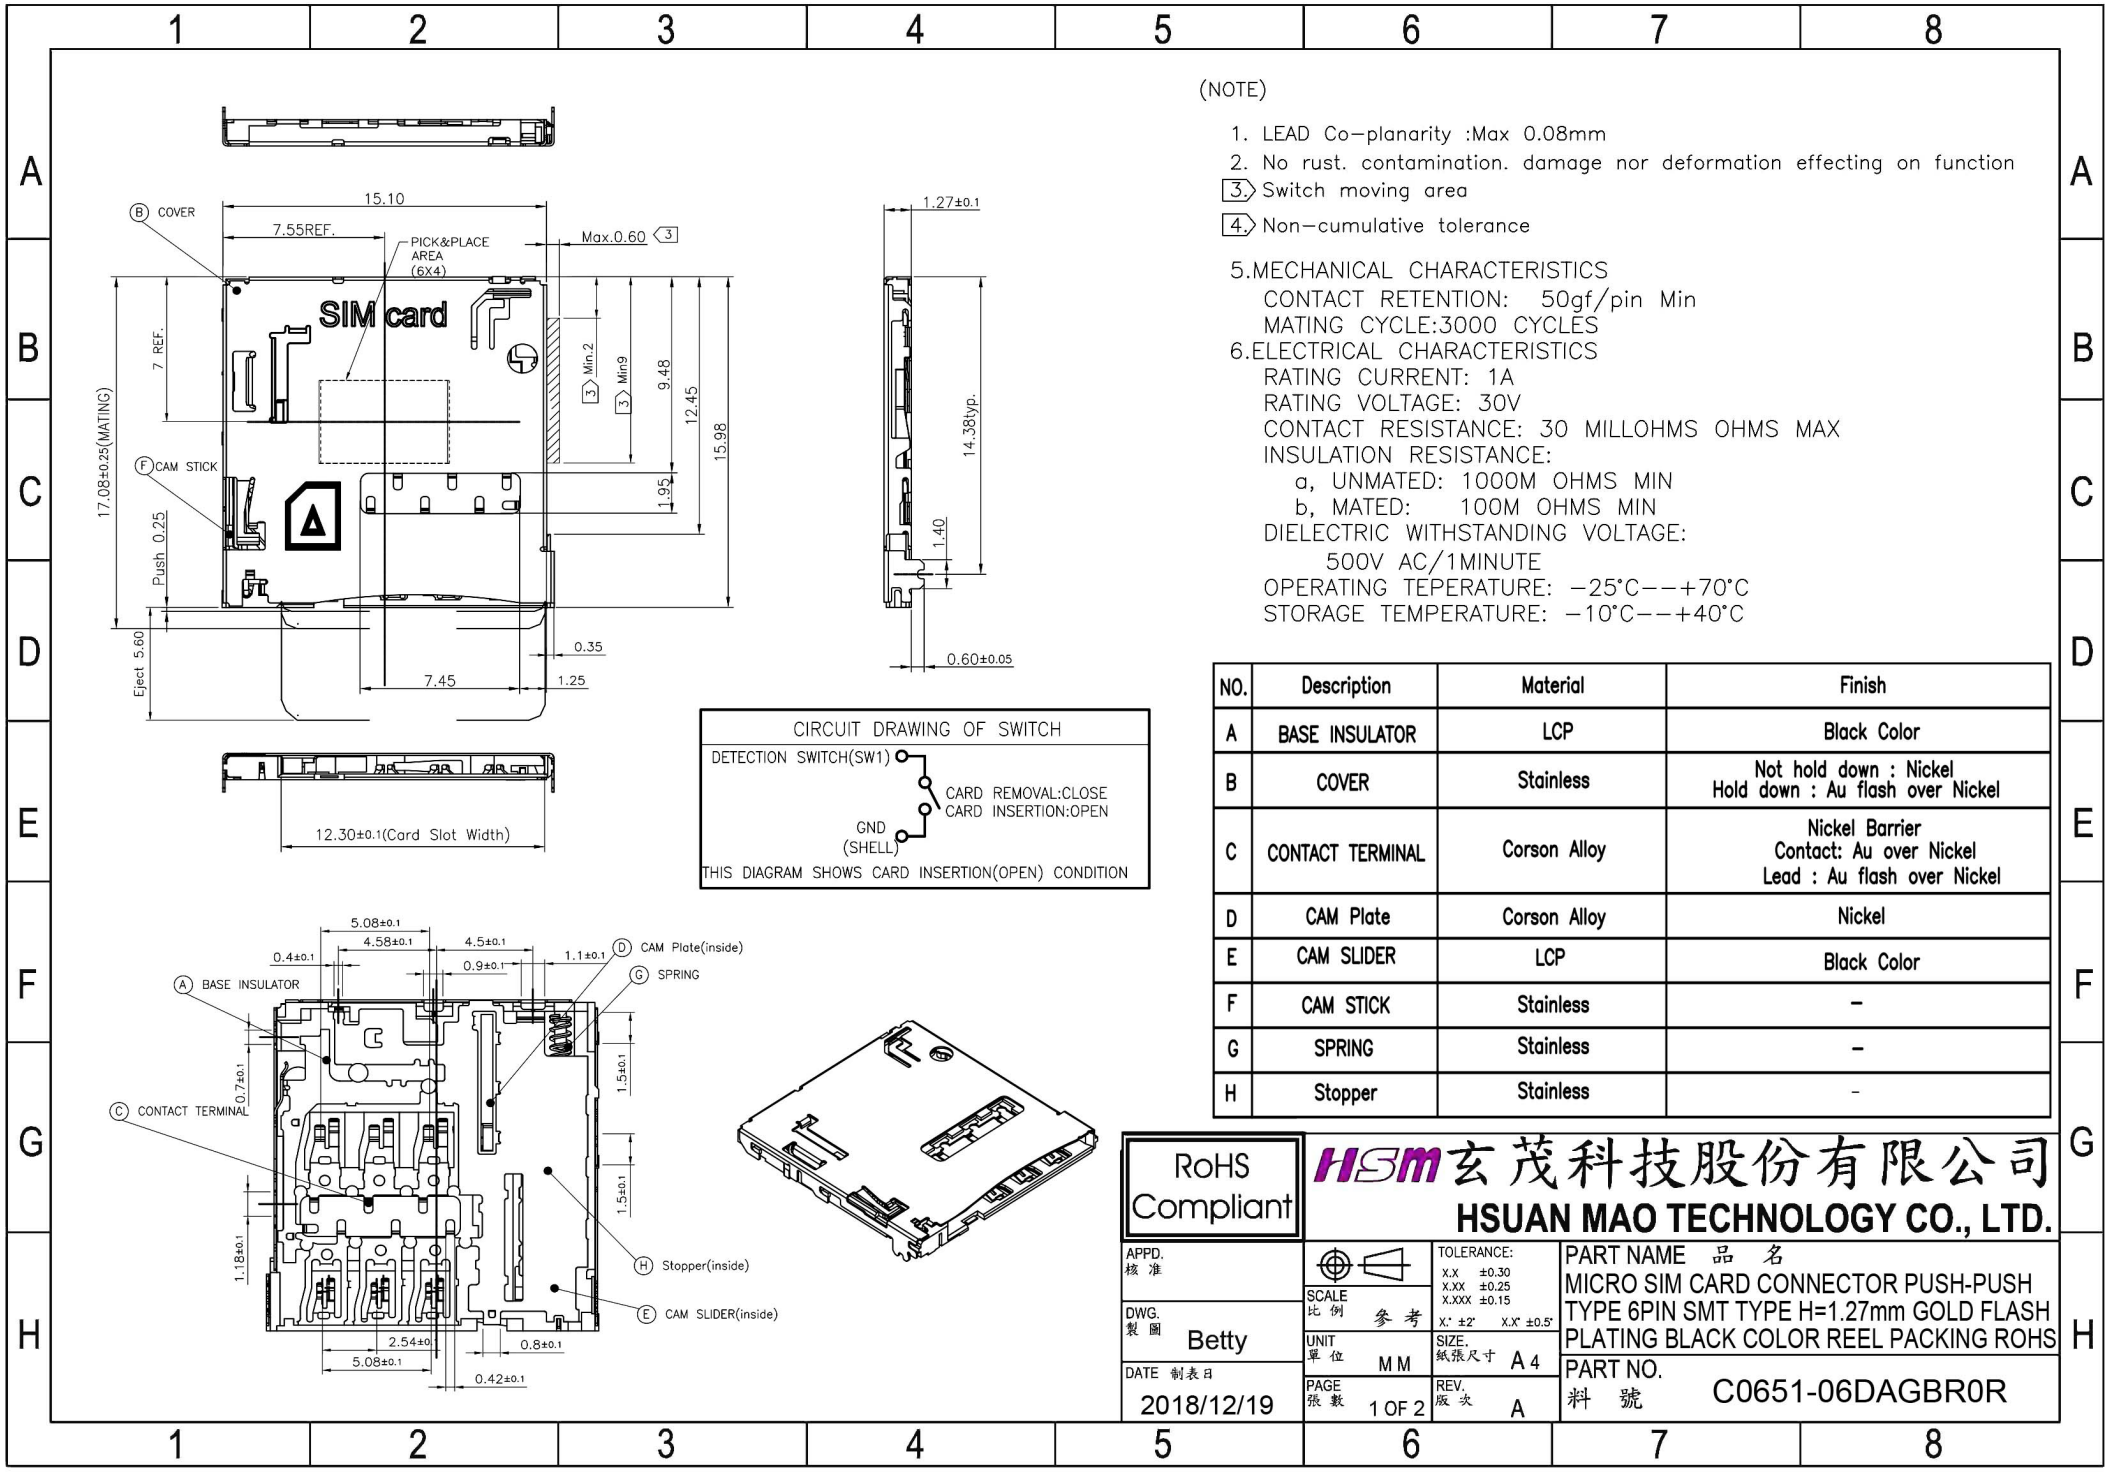 1 2 3 4 5 6 7 8
A
B
C
D
E
F
G
H
A
B
C
D
E
F
G
H
1 2 3 4 5 6 7 8
15.10
B COVER
7.55REF.
PICK&PLACE
AREA
(6X4)
Max.0.60 3
SIM card
7 REF.
17.08±0.25(MATING)
F CAM STICK
Push 0.25
Eject 5.60
3 Min.2
3 Min9
9.48
12.45
15.98
1.95
0.35
7.45
1.25
1.27±0.1
14.38typ.
1.40
0.60±0.05
12.30±0.1(Card Slot Width)
CIRCUIT DRAWING OF SWITCH
DETECTION SWITCH(SW1)
CARD REMOVAL:CLOSE
CARD INSERTION:OPEN
GND
(SHELL)
THIS DIAGRAM SHOWS CARD INSERTION(OPEN) CONDITION
5.08±0.1
4.58±0.1
4.5±0.1
0.4±0.1
0.9±0.1
1.1±0.1
D CAM Plate(inside)
G SPRING
A BASE INSULATOR
0.7±0.1
1.5±0.1
C CONTACT TERMINAL
1.5±0.1
1.18±0.1
H Stopper(inside)
E CAM SLIDER(inside)
2.54±0.1
0.8±0.1
5.08±0.1
0.42±0.1
(NOTE)
1. LEAD Co-planarity :Max 0.08mm
2. No rust. contamination. damage nor deformation effecting on function
3. Switch moving area
4. Non-cumulative tolerance
5.MECHANICAL CHARACTERISTICS
CONTACT RETENTION: 50gf/pin Min
MATING CYCLE:3000 CYCLES
6.ELECTRICAL CHARACTERISTICS
RATING CURRENT: 1A
RATING VOLTAGE: 30V
CONTACT RESISTANCE: 30 MILLOHMS OHMS MAX
INSULATION RESISTANCE:
a, UNMATED: 1000M OHMS MIN
b, MATED: 100M OHMS MIN
DIELECTRIC WITHSTANDING VOLTAGE:
500V AC/1MINUTE
OPERATING TEPERATURE: -25°C--+70°C
STORAGE TEMPERATURE: -10°C--+40°C
NO. Description Material Finish
A BASE INSULATOR LCP Black Color
B COVER Stainless Not hold down : Nickel
Hold down : Au flash over Nickel
C CONTACT TERMINAL Corson Alloy Nickel Barrier
Contact: Au over Nickel
Lead : Au flash over Nickel
D CAM Plate Corson Alloy Nickel
E CAM SLIDER LCP Black Color
F CAM STICK Stainless -
G SPRING Stainless -
H Stopper Stainless -
RoHS
Compliant
HSM 玄茂科技股份有限公司
HSUAN MAO TECHNOLOGY CO., LTD.
APPD.
核 准
DWG.
製 圖
Betty
DATE 制表日
2018/12/19
SCALE
比 例 參 考
UNIT
單 位 MM
PAGE
張 數 1 OF 2
TOLERANCE:
X.X ±0.30
X.XX ±0.25
X.XXX ±0.15
X.° ±2° X.X° ±0.5°
SIZE.
紙張尺寸 A4
REV.
版 次 A
PART NAME 品 名
MICRO SIM CARD CONNECTOR PUSH-PUSH
TYPE 6PIN SMT TYPE H=1.27mm GOLD FLASH
PLATING BLACK COLOR REEL PACKING ROHS
PART NO.
料 號 C0651-06DAGBR0R